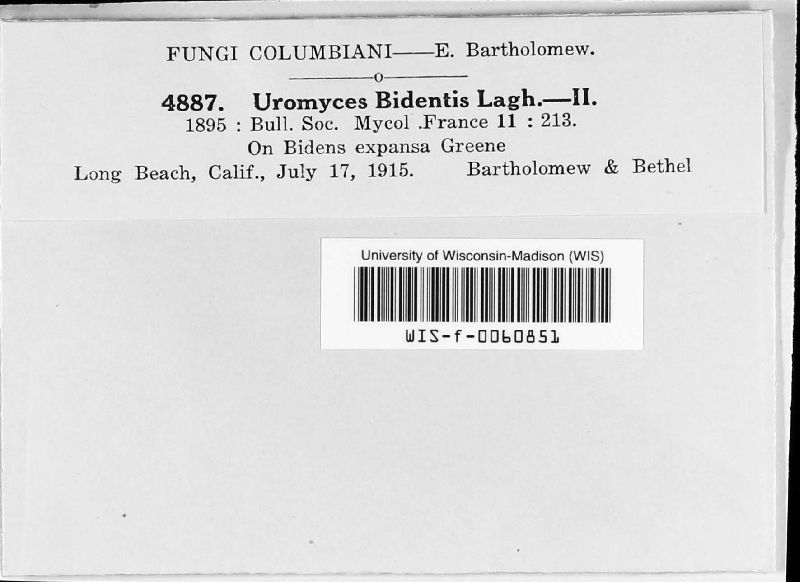 FUNGI COLUMBIANI——E. Bartholomew.
4887. Uromyces Bidentis Lagh.—II.
1895 : Bull. Soc. Mycol .France 11 : 213.
On Bidens expansa Greene
Long Beach, Calif., July 17, 1915. Bartholomew & Bethel
University of Wisconsin-Madison (WIS)
WIS-f-0060851